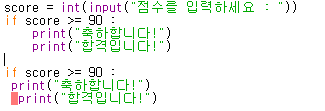 score = int(input("점수을 입력하세요 : "))
if score >= 90 :
    print("축하합니다!")
    print("합격입니다!")
if score >= 90 :
 print("축하합니다!")
  print("합격입니다!")